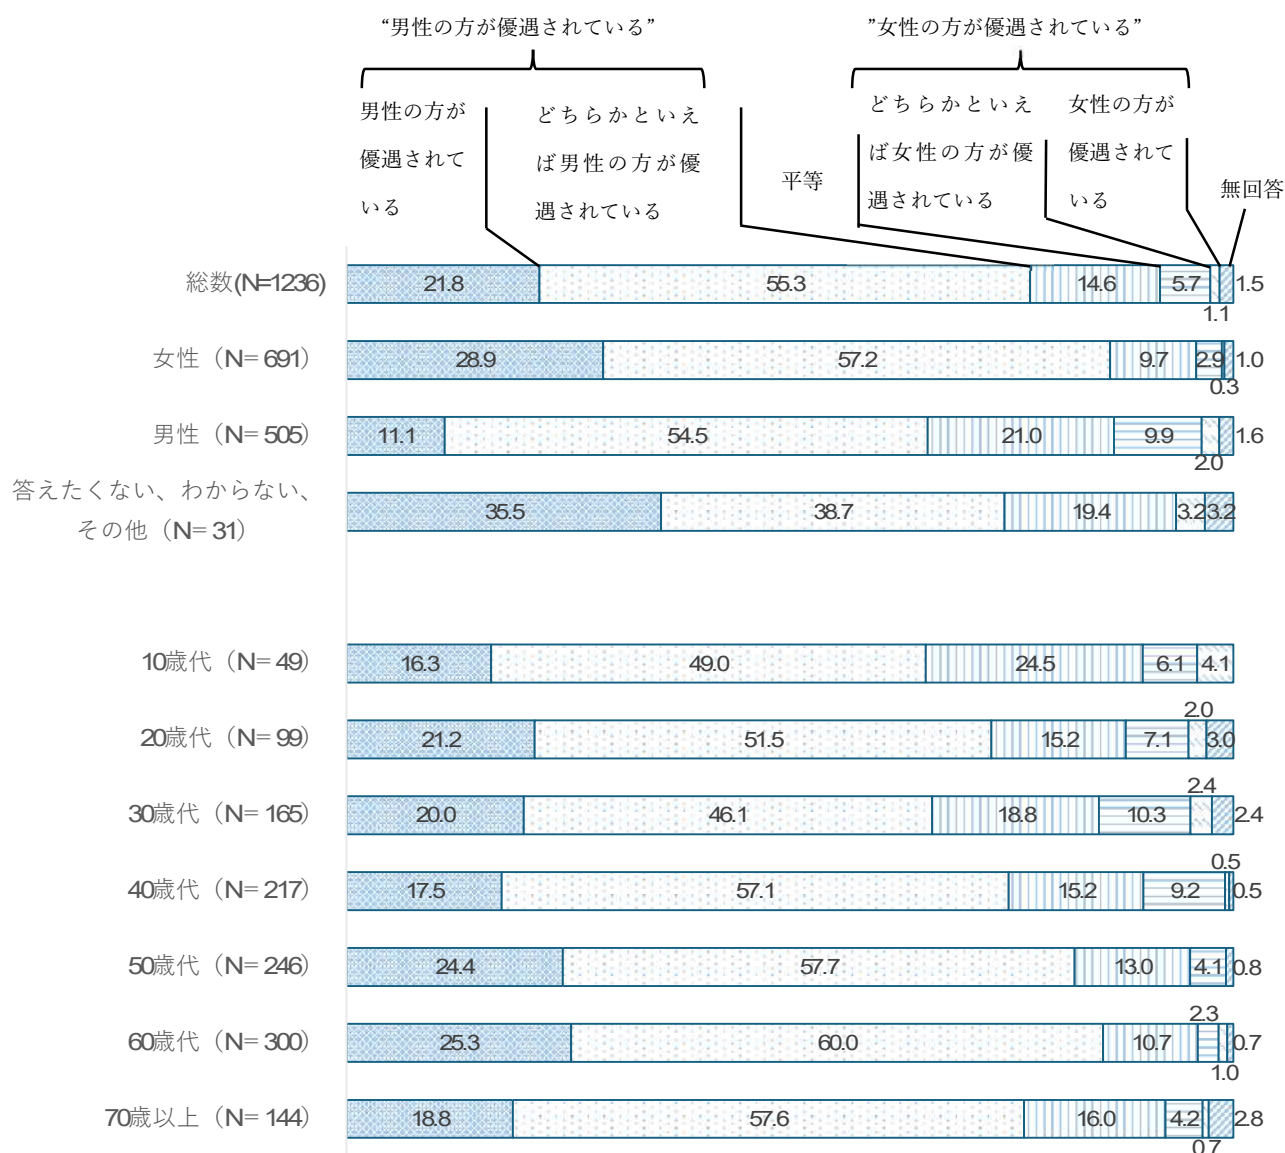 “男性の方が優遇されている”
”女性の方が優遇されている”
男性の方が
優遇されて
いる
どちらかといえ
ば男性の方が優
遇されている
平等
どちらかといえ
ば女性の方が優
遇されている
女性の方が
優遇されて
いる
無回答
総数(N=1236) 21.8 55.3 14.6 5.7 1.1 1.5
女性（N= 691） 28.9 57.2 9.7 2.9 0.3 1.0
男性（N= 505） 11.1 54.5 21.0 9.9 2.0 1.6
答えたくない、わからない、
その他（N= 31） 35.5 38.7 19.4 3.2 3.2
10歳代（N= 49） 16.3 49.0 24.5 6.1 4.1
20歳代（N= 99） 21.2 51.5 15.2 7.1 2.0 3.0
30歳代（N= 165） 20.0 46.1 18.8 10.3 2.4 2.4
40歳代（N= 217） 17.5 57.1 15.2 9.2 0.5 0.5
50歳代（N= 246） 24.4 57.7 13.0 4.1 0.8
60歳代（N= 300） 25.3 60.0 10.7 2.3 1.0 0.7
70歳以上（N= 144） 18.8 57.6 16.0 4.2 0.7 2.8